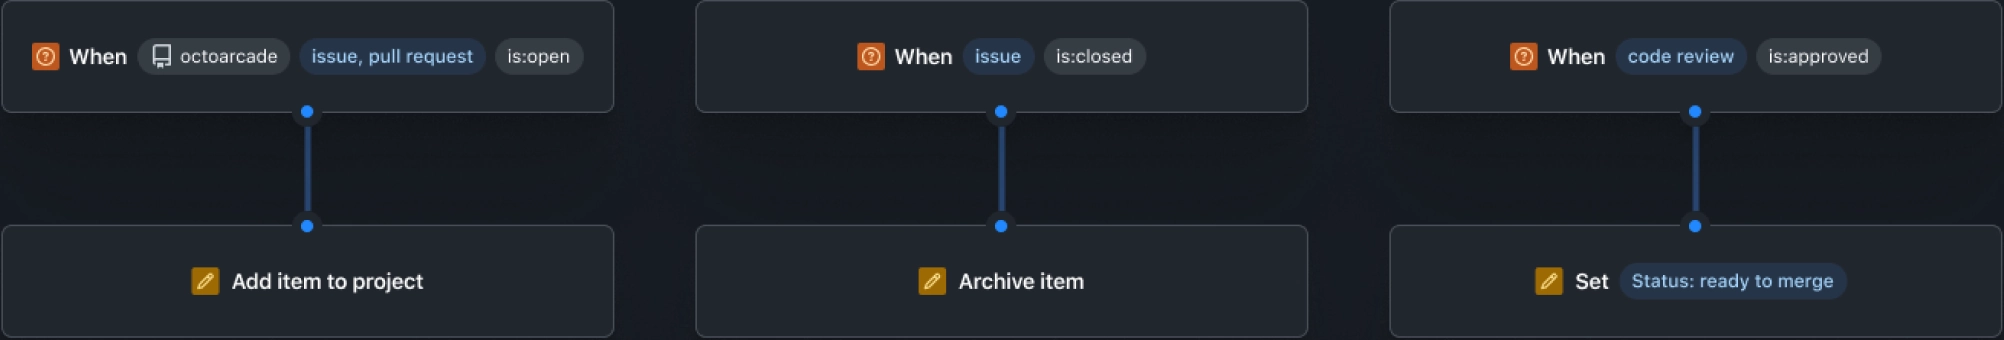 When octoarcade issue, pull request is:open
Add item to project
When issue is:closed
Archive item
When code review is:approved
Set Status: ready to merge